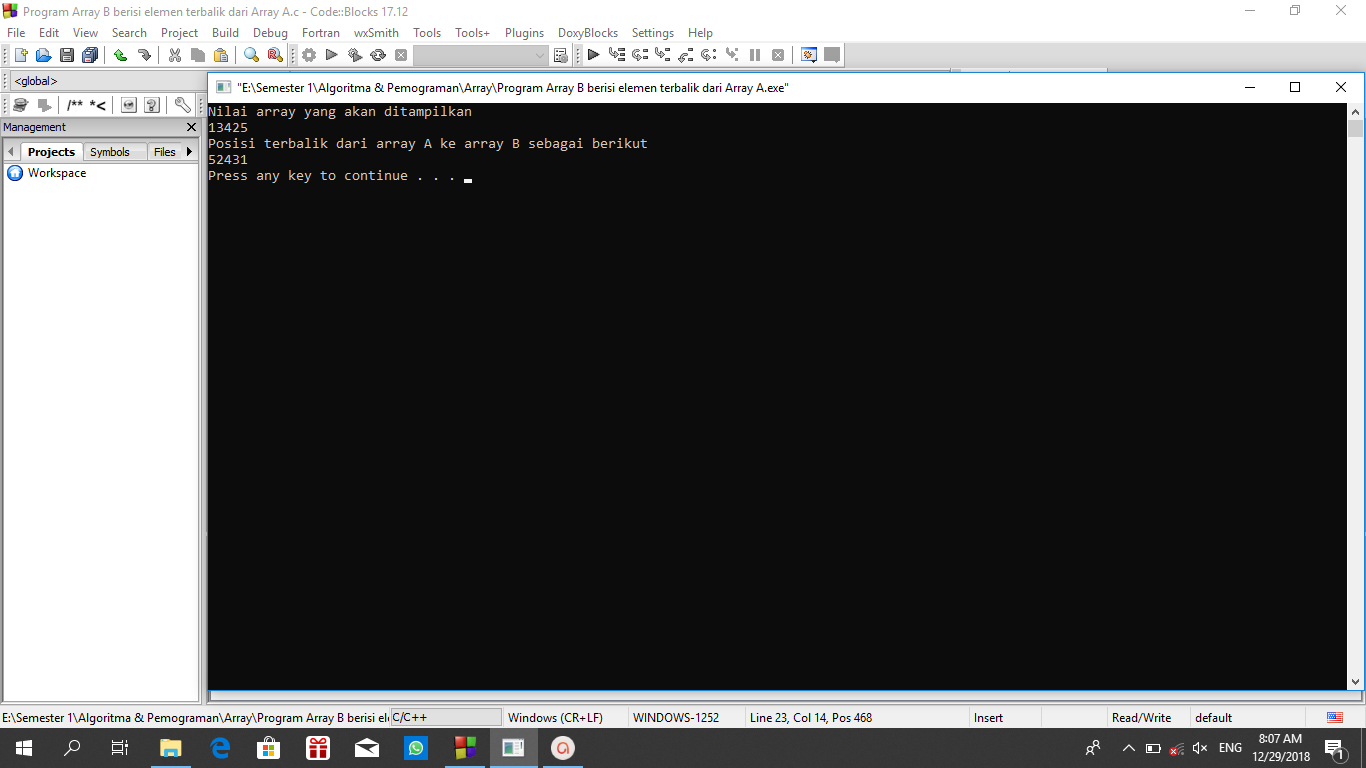 Program Array B berisi elemen terbalik dari Array A.c - Code::Blocks 17.12
File Edit View Search Project Build Debug Fortran wxSmith Tools Tools+ Plugins DoxyBlocks Settings Help
<global>
/** *<
Management
Projects Symbols Files
Workspace
"E:\Semester 1\Algoritma & Pemograman\Array\Program Array B berisi elemen terbalik dari Array A.exe"
Nilai array yang akan ditampilkan
13425
Posisi terbalik dari array A ke array B sebagai berikut
52431
Press any key to continue . . .
E:\Semester 1\Algoritma & Pemograman\Array\Program Array B berisi el C/C++ Windows (CR+LF) WINDOWS-1252 Line 23, Col 14, Pos 468 Insert Read/Write default
ENG 8:07 AM
12/29/2018 1